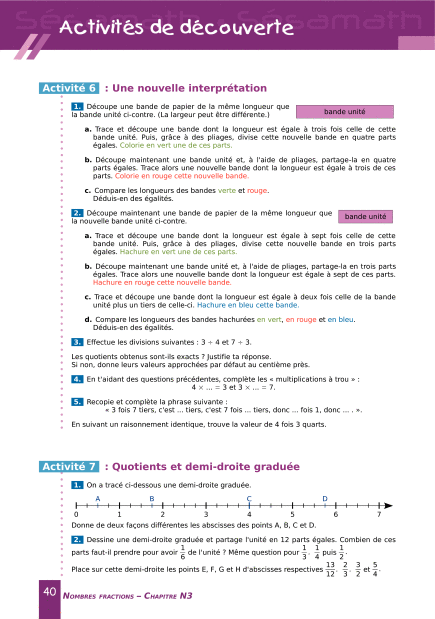 Sésamath Sésamath
Activités de découverte
Activité 6 : Une nouvelle interprétation
1. Découpe une bande de papier de la même longueur que
la bande unité ci-contre. (La largeur peut être différente.)
bande unité
a. Trace et découpe une bande dont la longueur est égale à trois fois celle de cette
bande unité. Puis, grâce à des pliages, divise cette nouvelle bande en quatre parts
égales. Colorie en vert une de ces parts.
b. Découpe maintenant une bande unité et, à l'aide de pliages, partage-la en quatre
parts égales. Trace alors une nouvelle bande dont la longueur est égale à trois de ces
parts. Colorie en rouge cette nouvelle bande.
c. Compare les longueurs des bandes verte et rouge.
Déduis-en des égalités.
2. Découpe maintenant une bande de papier de la même longueur que
la nouvelle bande unité ci-contre.
bande unité
a. Trace et découpe une bande dont la longueur est égale à sept fois celle de cette
bande unité. Puis, grâce à des pliages, divise cette nouvelle bande en trois parts
égales. Hachure en vert une de ces parts.
b. Découpe maintenant une bande unité et, à l'aide de pliages, partage-la en trois parts
égales. Trace alors une nouvelle bande dont la longueur est égale à sept de ces parts.
Hachure en rouge cette nouvelle bande.
c. Trace et découpe une bande dont la longueur est égale à deux fois celle de la bande
unité plus un tiers de celle-ci. Hachure en bleu cette bande.
d. Compare les longueurs des bandes hachurées en vert, en rouge et en bleu.
Déduis-en des égalités.
3. Effectue les divisions suivantes : 3 ÷ 4 et 7 ÷ 3.
Les quotients obtenus sont-ils exacts ? Justifie ta réponse.
Si non, donne leurs valeurs approchées par défaut au centième près.
4. En t'aidant des questions précédentes, complète les « multiplications à trou » :
4 × ... = 3 et 3 × ... = 7.
5. Recopie et complète la phrase suivante :
« 3 fois 7 tiers, c'est ... tiers, c'est 7 fois ... tiers, donc ... fois 1, donc ... . ».
En suivant un raisonnement identique, trouve la valeur de 4 fois 3 quarts.
Activité 7 : Quotients et demi-droite graduée
1. On a tracé ci-dessous une demi-droite graduée.
A B C D
0 1 2 3 4 5 6 7
Donne de deux façons différentes les abscisses des points A, B, C et D.
2. Dessine une demi-droite graduée et partage l'unité en 12 parts égales. Combien de ces
parts faut-il prendre pour avoir 1/6 de l'unité ? Même question pour 1/3, 1/4 puis 1/2.
Place sur cette demi-droite les points E, F, G et H d'abscisses respectives 13/12, 2/3, 3/2 et 5/4.
40 Nombres fractions – Chapitre N3